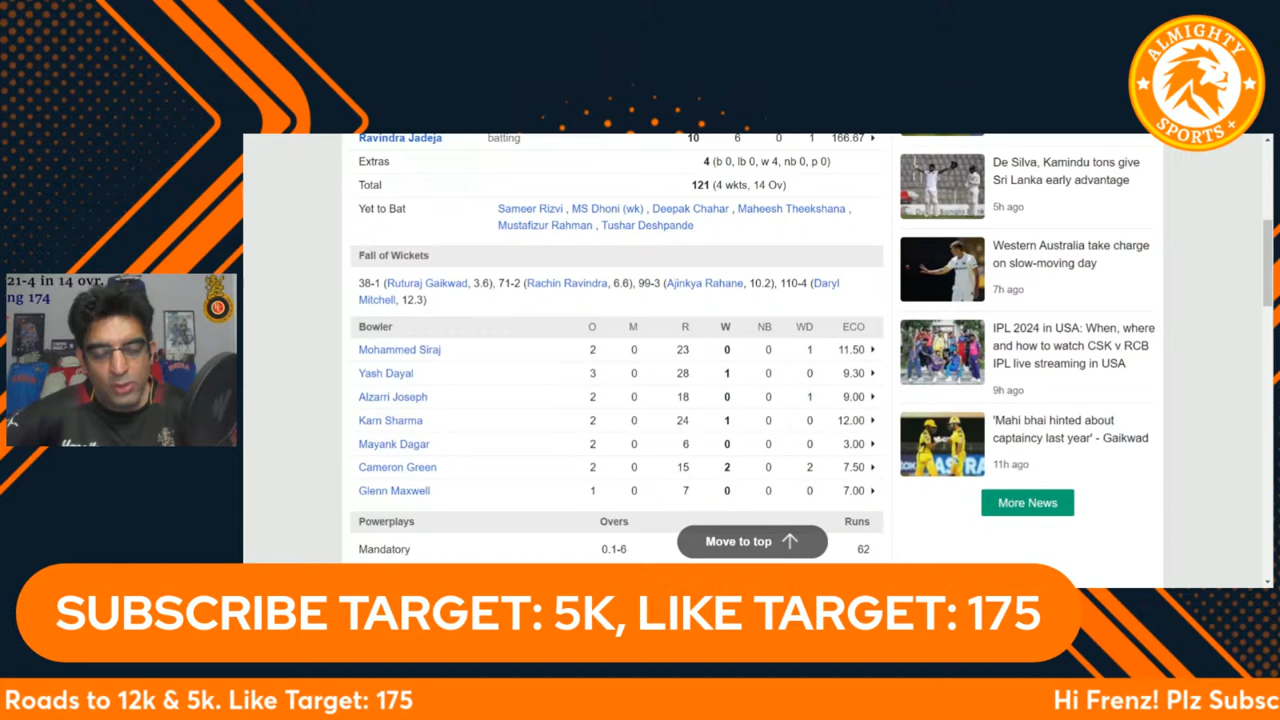 ALMIGHTY
SPORTS
Ravindra Jadeja batting 10 6 0 1 166.67
Extras 4 (b 0, lb 0, w 4, nb 0, p 0)
Total 121 (4 wkts, 14 Ov)
Yet to Bat Sameer Rizvi , MS Dhoni (wk) , Deepak Chahar , Maheesh Theekshana ,
Mustafizur Rahman , Tushar Deshpande
Fall of Wickets
38-1 (Ruturaj Gaikwad, 3.6), 71-2 (Rachin Ravindra, 6.6), 99-3 (Ajinkya Rahane, 10.2), 110-4 (Daryl
Mitchell, 12.3)
Bowler O M R W NB WD ECO
Mohammed Siraj 2 0 23 0 0 1 11.50
Yash Dayal 3 0 28 1 0 0 9.30
Alzarri Joseph 2 0 18 0 0 1 9.00
Karn Sharma 2 0 24 1 0 0 12.00
Mayank Dagar 2 0 6 0 0 0 3.00
Cameron Green 2 0 15 2 0 2 7.50
Glenn Maxwell 1 0 7 0 0 0 7.00
Powerplays Overs Runs
Mandatory 0.1-6 62
Move to top
De Silva, Kamindu tons give
Sri Lanka early advantage
5h ago
Western Australia take charge
on slow-moving day
7h ago
IPL 2024 in USA: When, where
and how to watch CSK v RCB
IPL live streaming in USA
9h ago
'Mahi bhai hinted about
captaincy last year' - Gaikwad
11h ago
More News
21-4 in 14 ovr.
ng 174
SUBSCRIBE TARGET: 5K, LIKE TARGET: 175
Roads to 12k & 5k. Like Target: 175
Hi Frenz! Plz Subsc